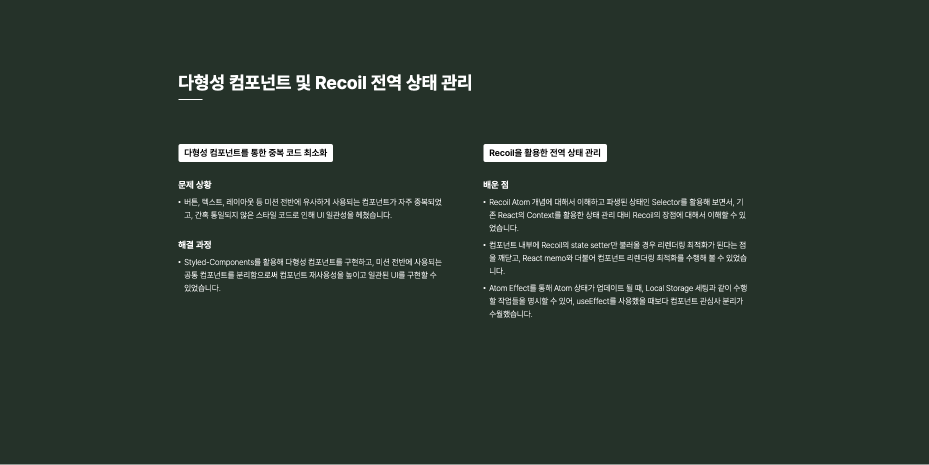 다형성 컴포넌트 및 Recoil 전역 상태 관리
다형성 컴포넌트를 통한 중복 코드 최소화
문제 상황
• 버튼, 텍스트, 레이아웃 등 미션 전반에 유사하게 사용되는 컴포넌트가 자주 중복되었
고, 간혹 통일되지 않은 스타일 코드로 인해 UI 일관성을 헤쳤습니다.
해결 과정
• Styled-Components를 활용해 다형성 컴포넌트를 구현하고, 미션 전반에 사용되는
공통 컴포넌트를 분리함으로써 컴포넌트 재사용성을 높이고 일관된 UI를 구현할 수
있었습니다.
Recoil을 활용한 전역 상태 관리
배운 점
• Recoil Atom 개념에 대해서 이해하고 파생된 상태인 Selector를 활용해 보면서, 기
존 React의 Context를 활용한 상태 관리 대비 Recoil의 장점에 대해서 이해할 수 있
었습니다.
• 컴포넌트 내부에 Recoil의 state setter만 불러올 경우 리렌더링 최적화가 된다는 점
을 깨닫고, React memo와 더불어 컴포넌트 리렌더링 최적화를 수행해 볼 수 있었습
니다.
• Atom Effect를 통해 Atom 상태가 업데이트 될 때, Local Storage 세팅과 같이 수행
할 작업들을 명시할 수 있어, useEffect를 사용했을 때보다 컴포넌트 관심사 분리가
수월했습니다.